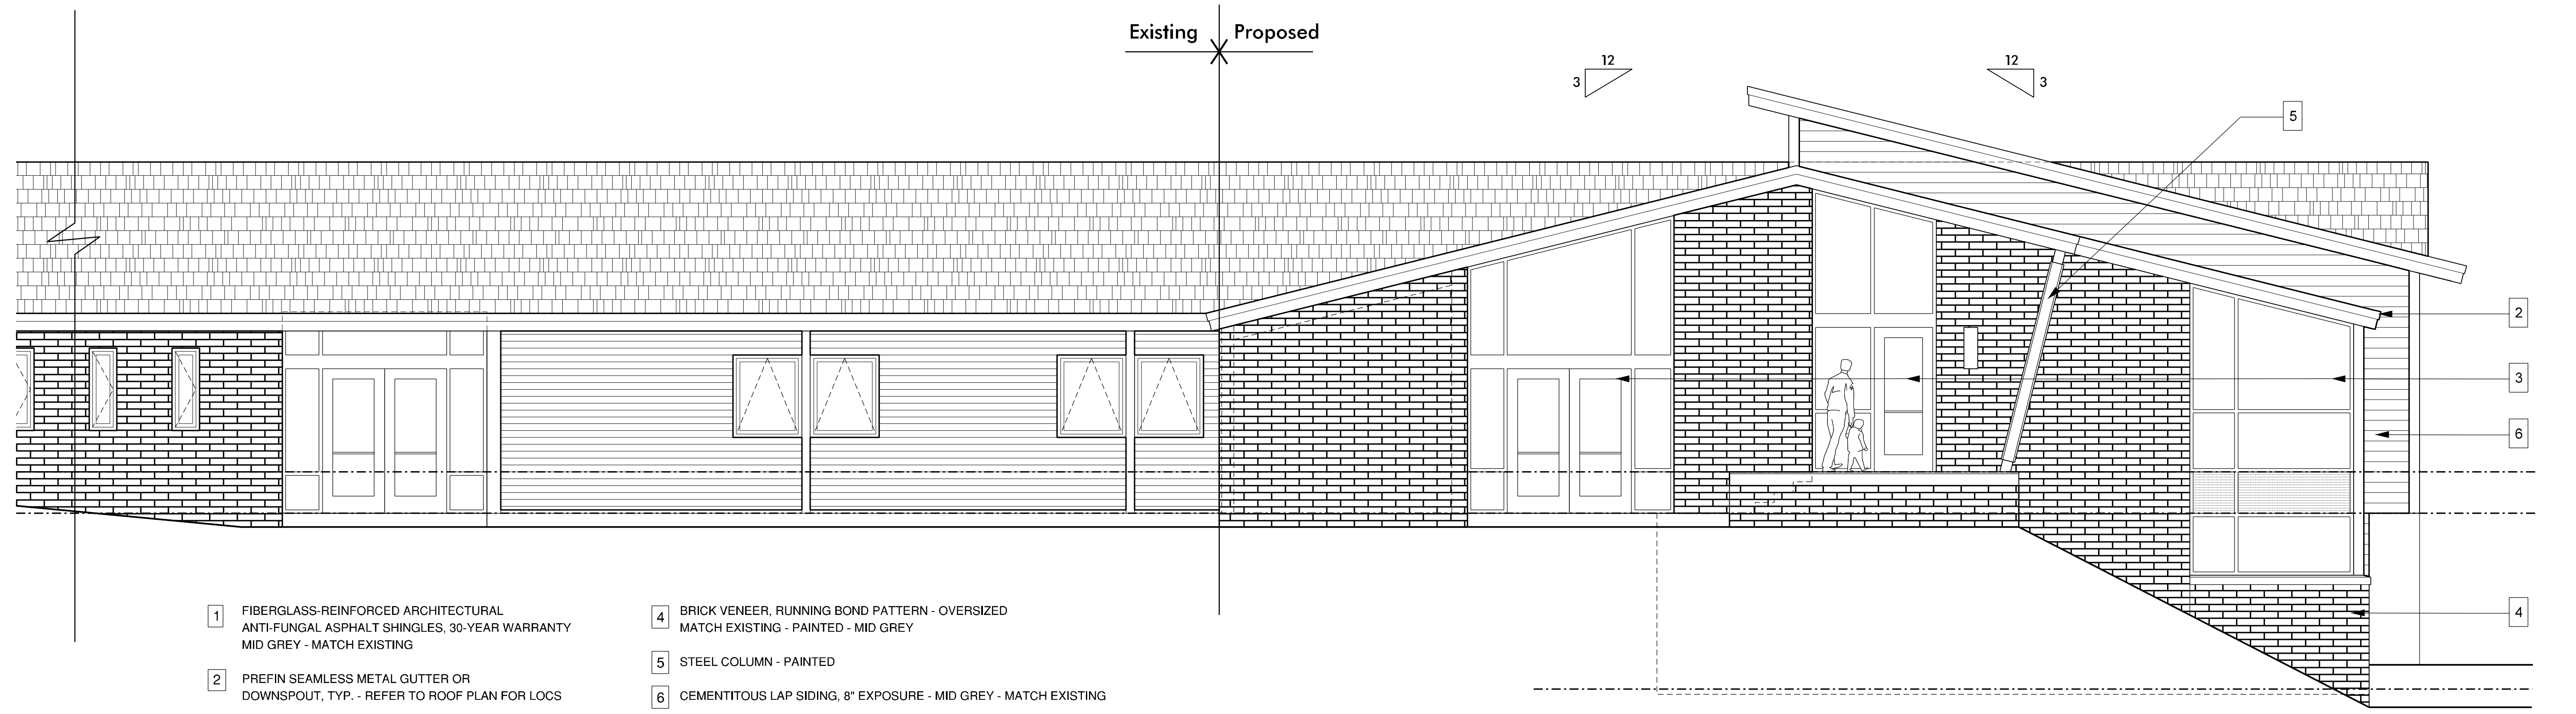 Existing Proposed
12
3
12
3
5
2
3
6
4
1 FIBERGLASS-REINFORCED ARCHITECTURAL
ANTI-FUNGAL ASPHALT SHINGLES, 30-YEAR WARRANTY
MID GREY - MATCH EXISTING
2 PREFIN SEAMLESS METAL GUTTER OR
DOWNSPOUT, TYP. - REFER TO ROOF PLAN FOR LOCS
4 BRICK VENEER, RUNNING BOND PATTERN - OVERSIZED
MATCH EXISTING - PAINTED - MID GREY
5 STEEL COLUMN - PAINTED
6 CEMENTITOUS LAP SIDING, 8" EXPOSURE - MID GREY - MATCH EXISTING